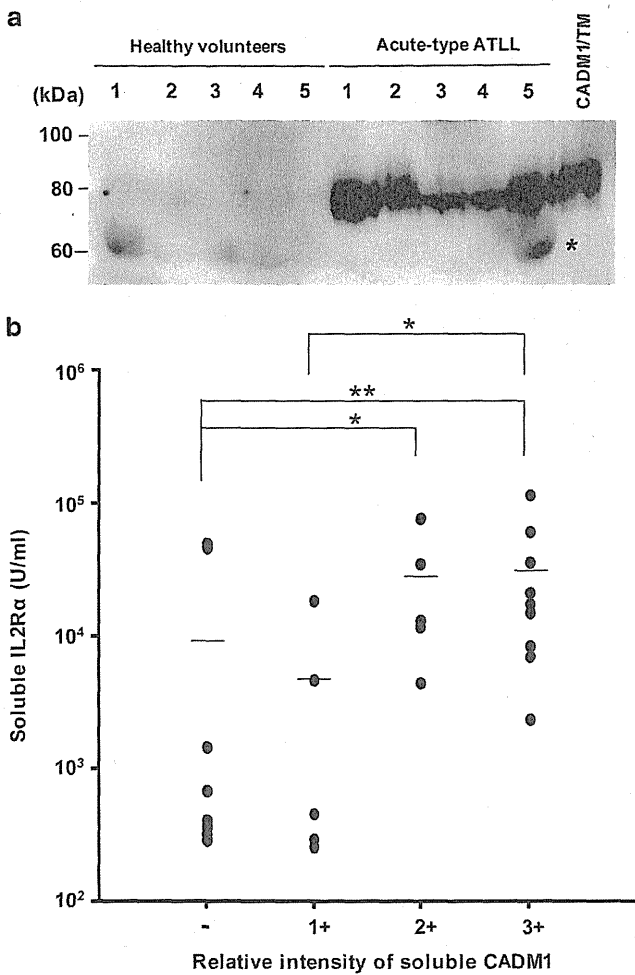 a
Healthy volunteers
Acute-type ATLL
CADM1/TM
(kDa) 1 2 3 4 5 1 2 3 4 5
100
80
60
*
b
*
**
*
10⁶
10⁵
10⁴
10³
10²
Soluble IL2Rα (U/ml)
- 1+ 2+ 3+
Relative intensity of soluble CADM1